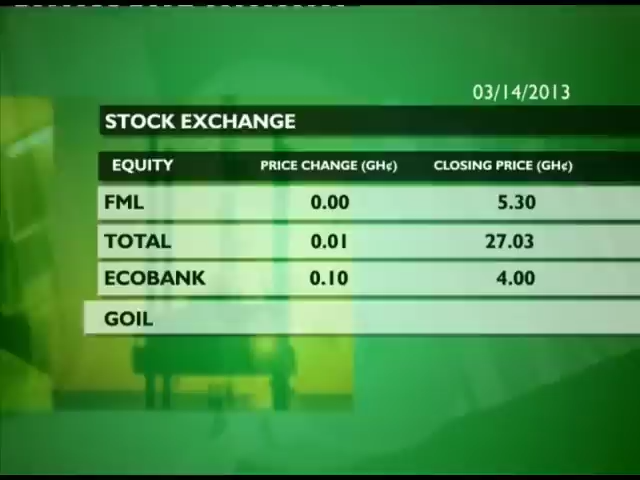 03/14/2013
STOCK EXCHANGE
EQUITY PRICE CHANGE (GH¢) CLOSING PRICE (GH¢)
FML 0.00 5.30
TOTAL 0.01 27.03
ECOBANK 0.10 4.00
GOIL